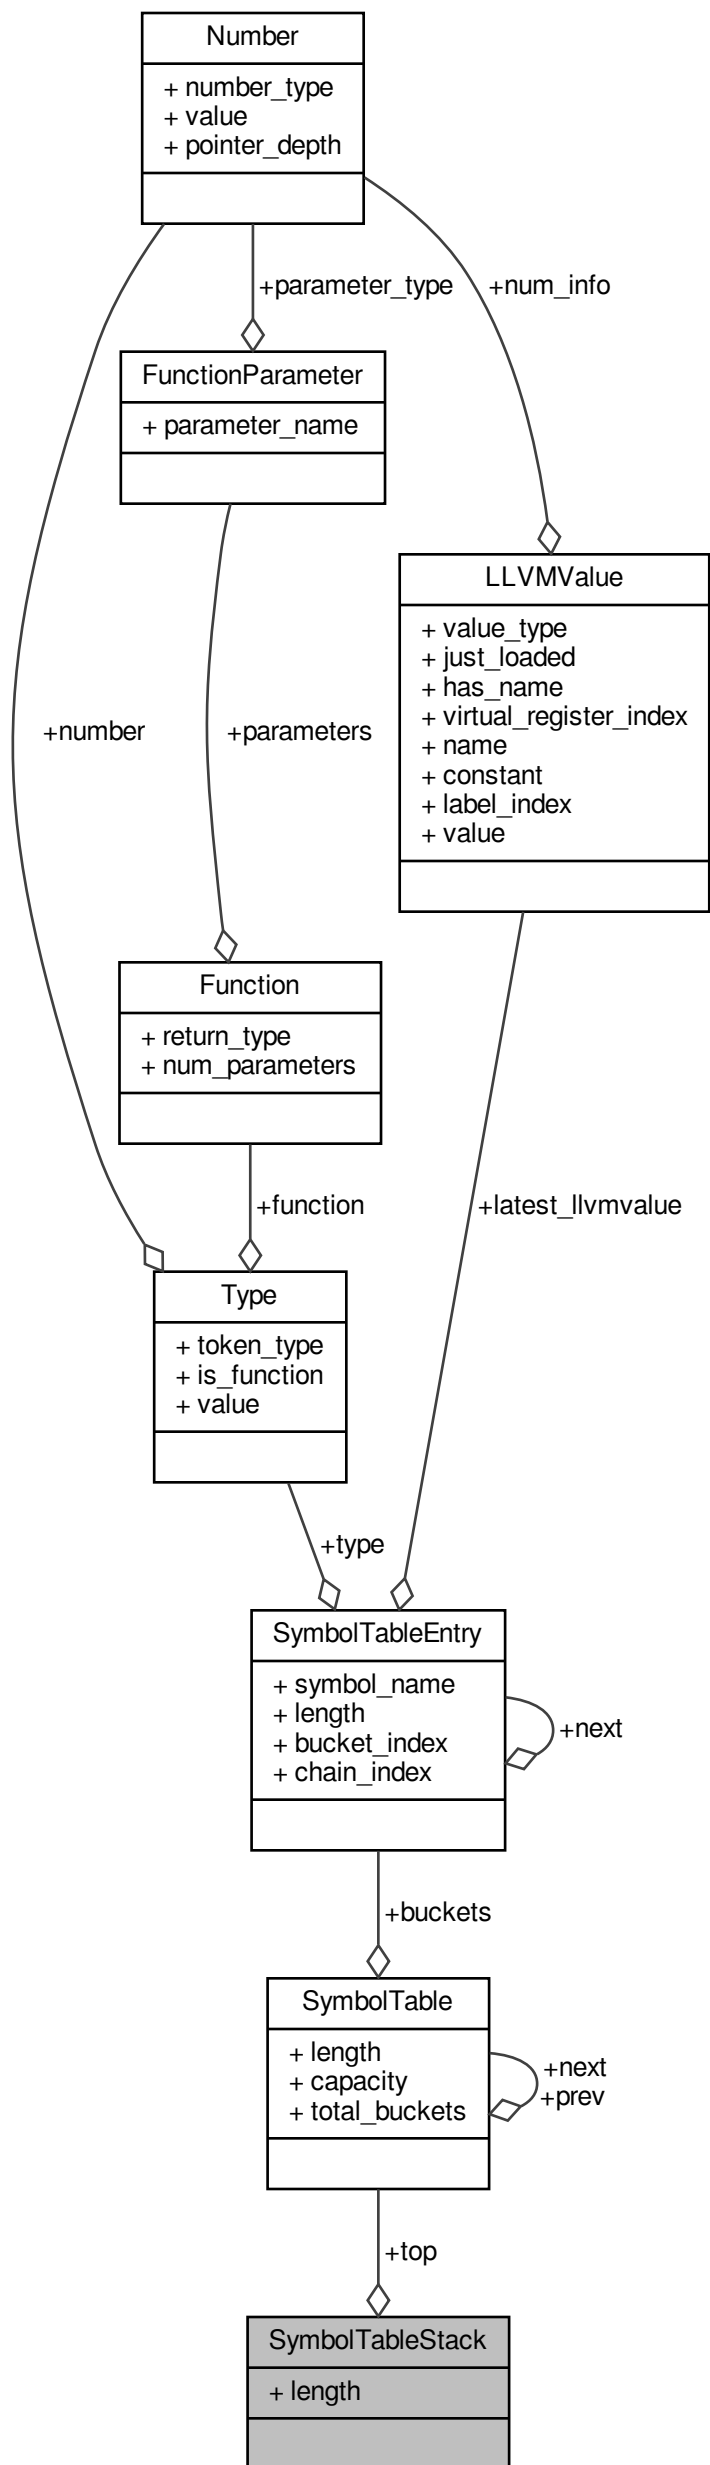 Number
+ number_type
+ value
+ pointer_depth
+parameter_type
+num_info
FunctionParameter
+ parameter_name
LLVMValue
+ value_type
+ just_loaded
+ has_name
+ virtual_register_index
+ name
+ constant
+ label_index
+ value
+number
+parameters
Function
+ return_type
+ num_parameters
+function
+latest_llvmvalue
Type
+ token_type
+ is_function
+ value
+type
SymbolTableEntry
+ symbol_name
+ length
+ bucket_index
+ chain_index
+next
+buckets
SymbolTable
+ length
+ capacity
+ total_buckets
+next
+prev
+top
SymbolTableStack
+ length